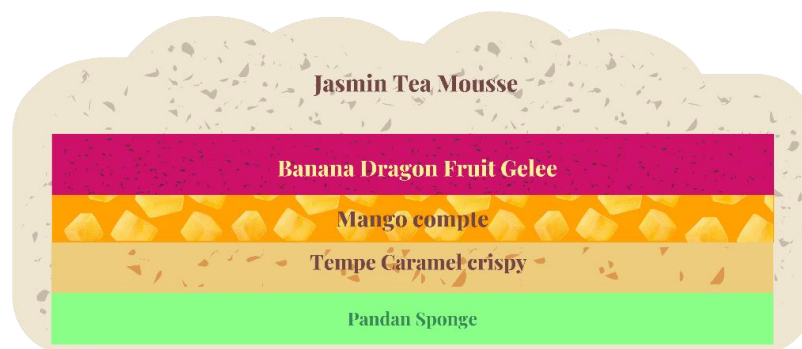 Jasmin Tea Mousse
Banana Dragon Fruit Gelee
Mango compte
Tempe Caramel crispy
Pandan Sponge